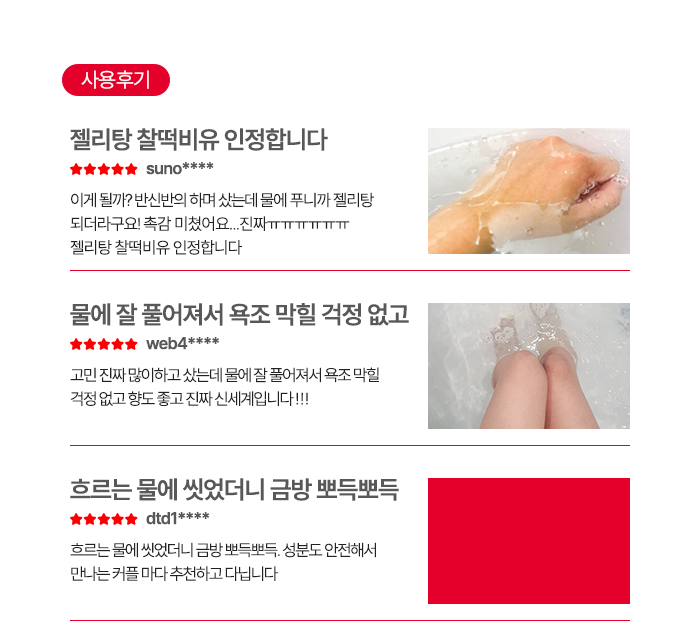 사용후기
젤리탕 찰떡비유 인정합니다
★★★★★ suno****
이게 될까? 반신반의 하며 샀는데 물에 푸니까 젤리탕
되더라구요! 촉감 미쳤어요...진짜ㅠㅠㅠㅠㅠㅠ
젤리탕 찰떡비유 인정합니다
물에 잘 풀어져서 욕조 막힐 걱정 없고
★★★★★ web4****
고민 진짜 많이하고 샀는데 물에 잘 풀어져서 욕조 막힐
걱정 없고 향도 좋고 진짜 신세계입니다 !!!
흐르는 물에 씻었더니 금방 뽀득뽀득
★★★★★ dtd1****
흐르는 물에 씻었더니 금방 뽀득뽀득. 성분도 안전해서
만나는 커플 마다 추천하고 다닙니다